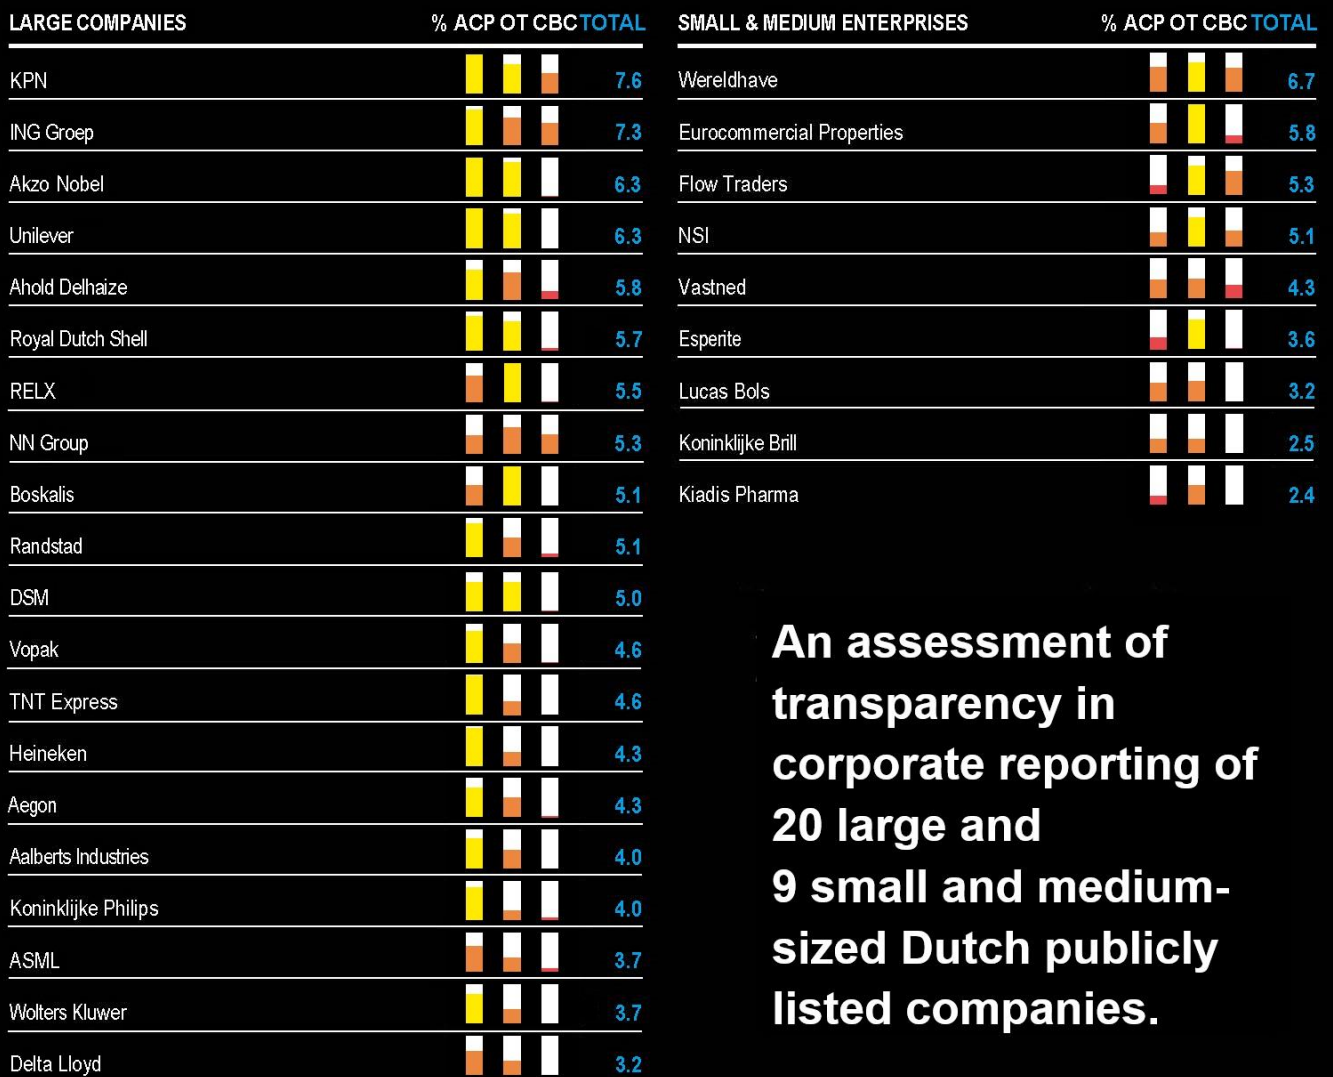 LARGE COMPANIES % ACP OT CBC TOTAL
KPN 7.6
ING Groep 7.3
Akzo Nobel 6.3
Unilever 6.3
Ahold Delhaize 5.8
Royal Dutch Shell 5.7
RELX 5.5
NN Group 5.3
Boskalis 5.1
Randstad 5.1
DSM 5.0
Vopak 4.6
TNT Express 4.6
Heineken 4.3
Aegon 4.3
Aalberts Industries 4.0
Koninklijke Philips 4.0
ASML 3.7
Wolters Kluwer 3.7
Delta Lloyd 3.2
SMALL & MEDIUM ENTERPRISES % ACP OT CBC TOTAL
Wereldhave 6.7
Eurocommercial Properties 5.8
Flow Traders 5.3
NSI 5.1
Vastned 4.3
Esperite 3.6
Lucas Bols 3.2
Koninklijke Brill 2.5
Kiadis Pharma 2.4
An assessment of
transparency in
corporate reporting of
20 large and
9 small and medium-
sized Dutch publicly
listed companies.